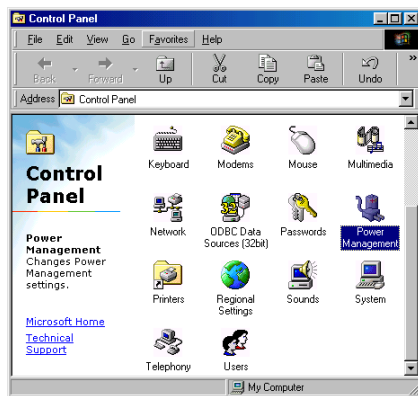 Control Panel
File Edit View Go Favorites Help
Back Forward Up Cut Copy Paste Undo
Address Control Panel
Control
Panel
Power
Management
Changes Power
Management
settings.
Microsoft Home
Technical
Support
Keyboard Modems Mouse Multimedia
Network ODBC Data Passwords Power
Sources (32bit) Management
Printers Regional Sounds System
Settings
Telephony Users
My Computer